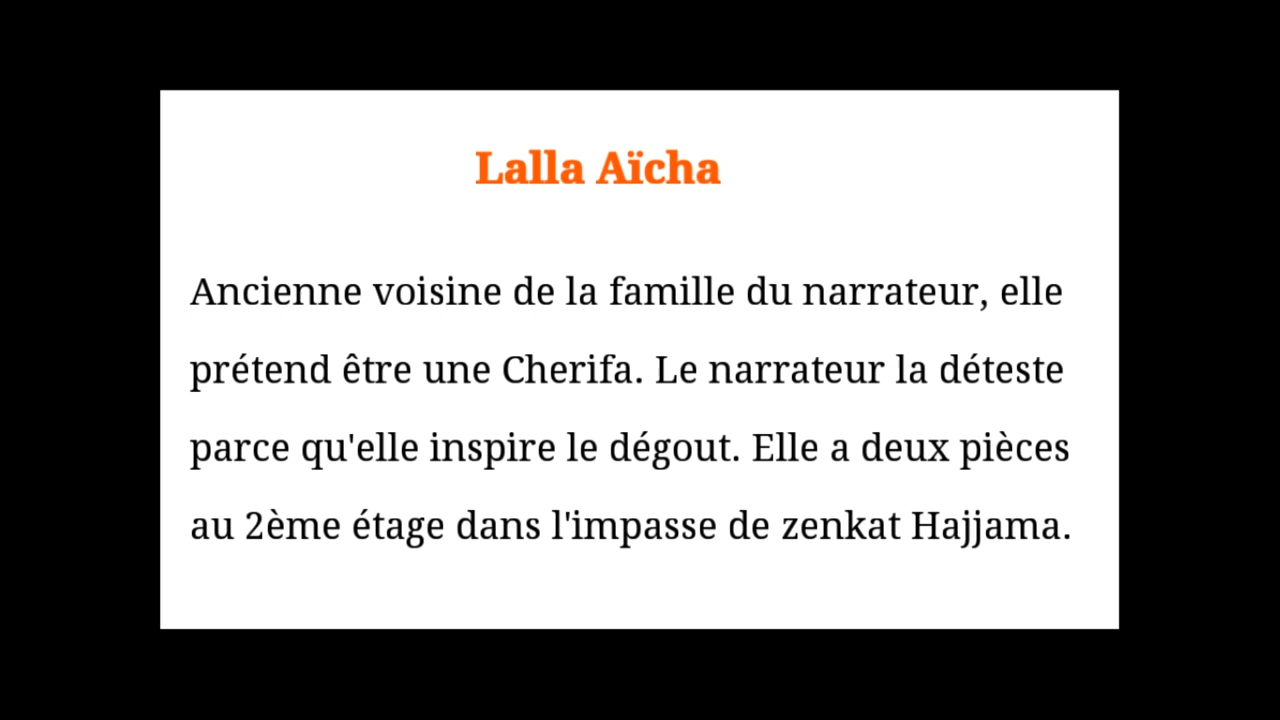 Lalla Aïcha
Ancienne voisine de la famille du narrateur, elle
prétend être une Cherifa. Le narrateur la déteste
parce qu'elle inspire le dégout. Elle a deux pièces
au 2ème étage dans l'impasse de zenkat Hajjama.